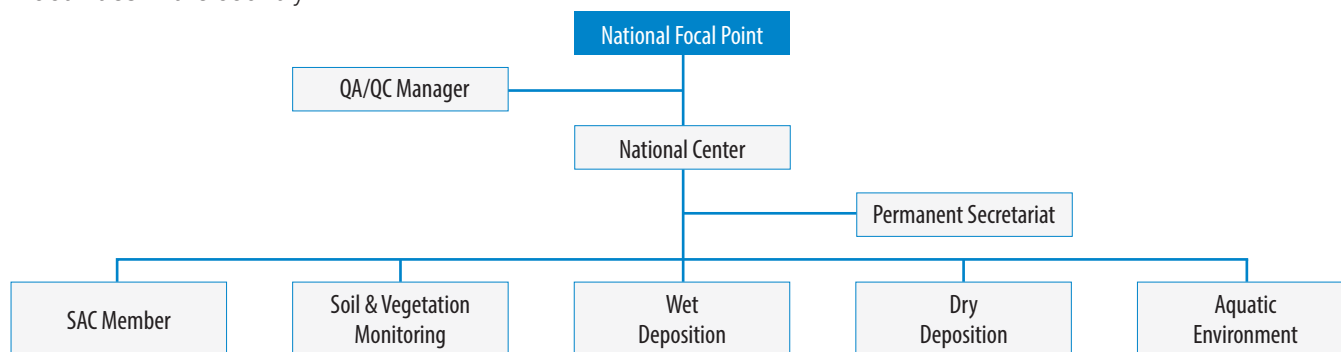 National Focal Point
QA/QC Manager
National Center
Permanent Secretariat
SAC Member
Soil & Vegetation
Monitoring
Wet
Deposition
Dry
Deposition
Aquatic
Environment